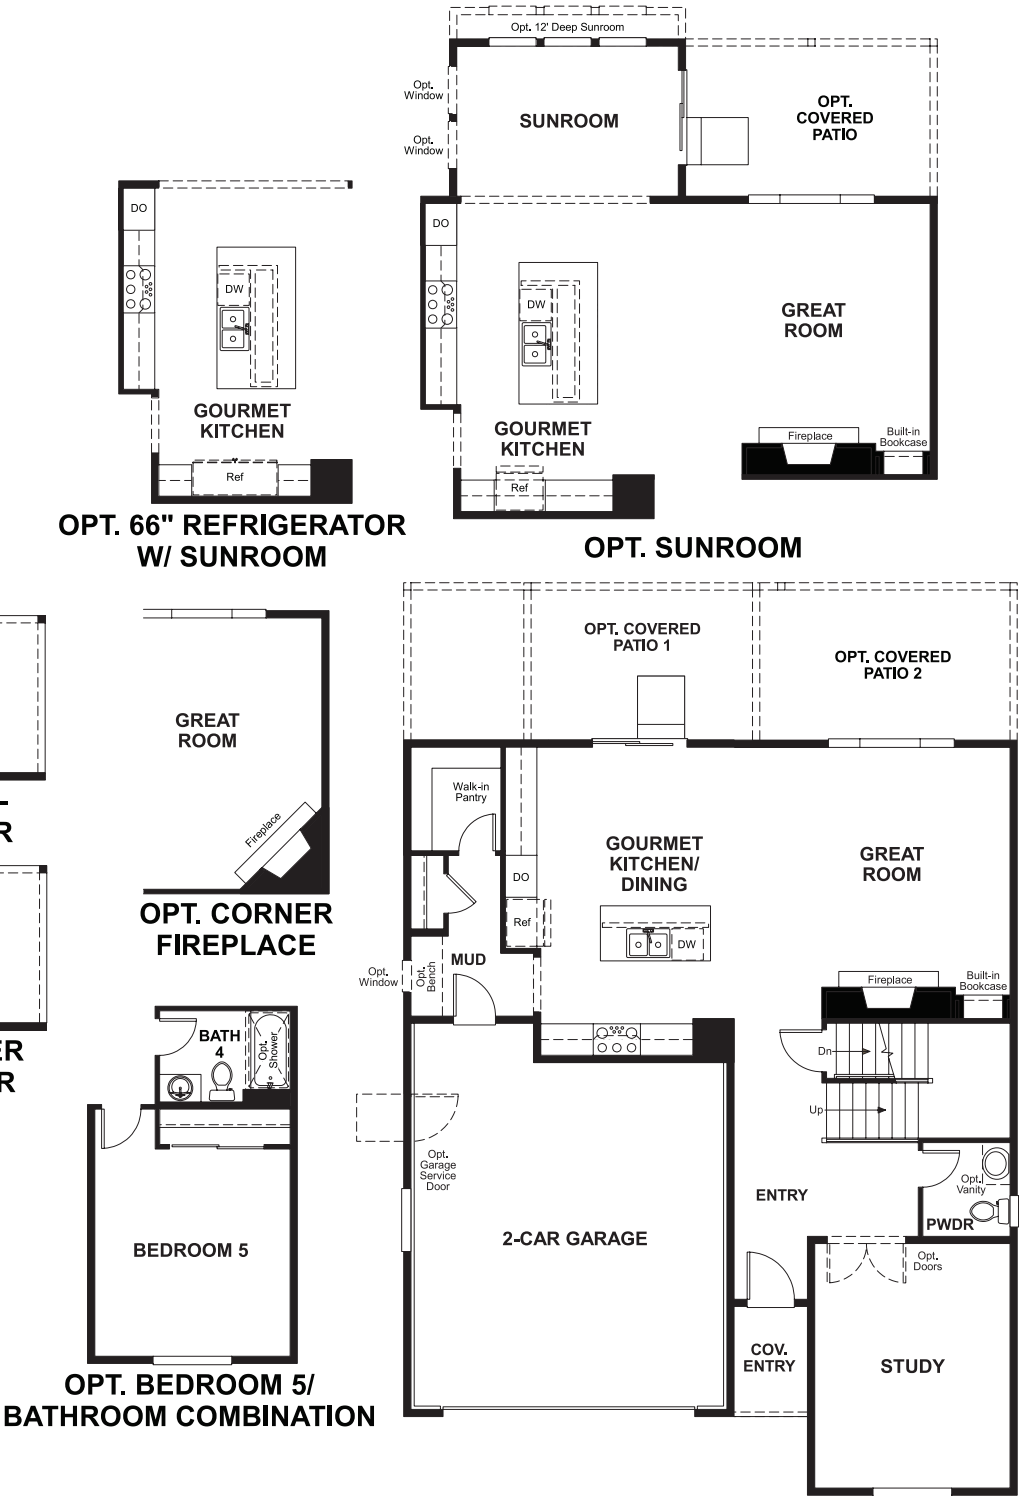 Opt. 12' Deep Sunroom
Opt.
Window
Opt.
Window
SUNROOM
OPT.
COVERED
PATIO
DO
DW
GOURMET
KITCHEN
Ref
OPT. 66" REFRIGERATOR
W/ SUNROOM
DO
DW
GREAT
ROOM
GOURMET
KITCHEN
Ref
Fireplace
Built-in
Bookcase
OPT. SUNROOM
GREAT
ROOM
Fireplace
OPT. CORNER
FIREPLACE
R
ER
R
BATH
4
Opt.
Shower
BEDROOM 5
OPT. BEDROOM 5/
BATHROOM COMBINATION
OPT. COVERED
PATIO 1
OPT. COVERED
PATIO 2
Walk-in
Pantry
GOURMET
KITCHEN/
DINING
GREAT
ROOM
DO
Ref
DW
MUD
Opt.
Window
Opt.
Bench
Fireplace
Built-in
Bookcase
Dn
Up
Opt.
Garage
Service
Door
2-CAR GARAGE
ENTRY
Opt.
Vanity
PWDR
Opt.
Doors
COV.
ENTRY
STUDY